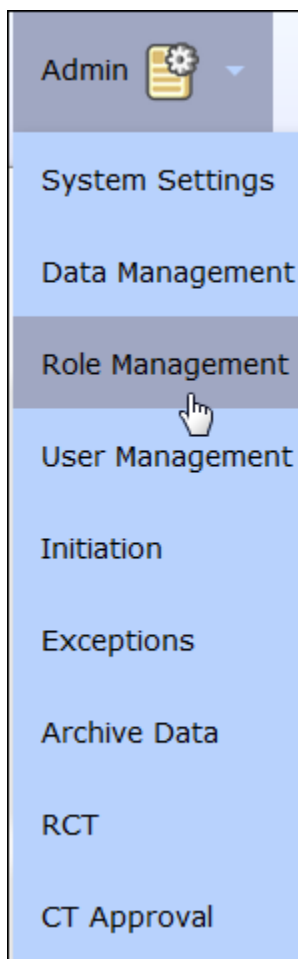 Admin
System Settings
Data Management
Role Management
User Management
Initiation
Exceptions
Archive Data
RCT
CT Approval